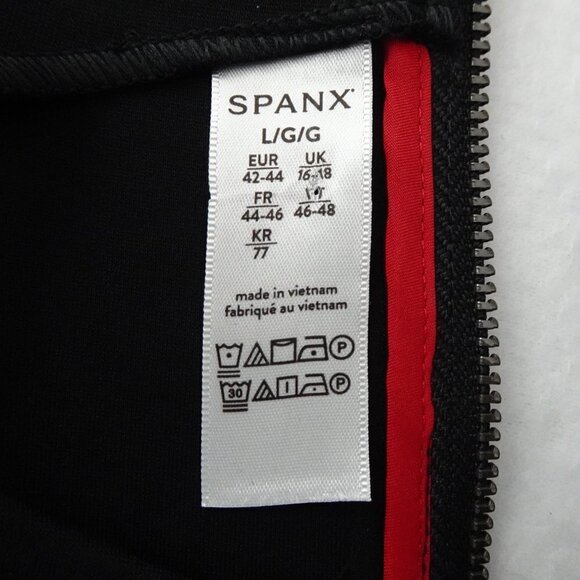 SPANX
L/G/G
EUR UK
42-44 16-18
FR
44-46 46-48
KR
77
made in vietnam
fabriqué au vietnam
P
30 P